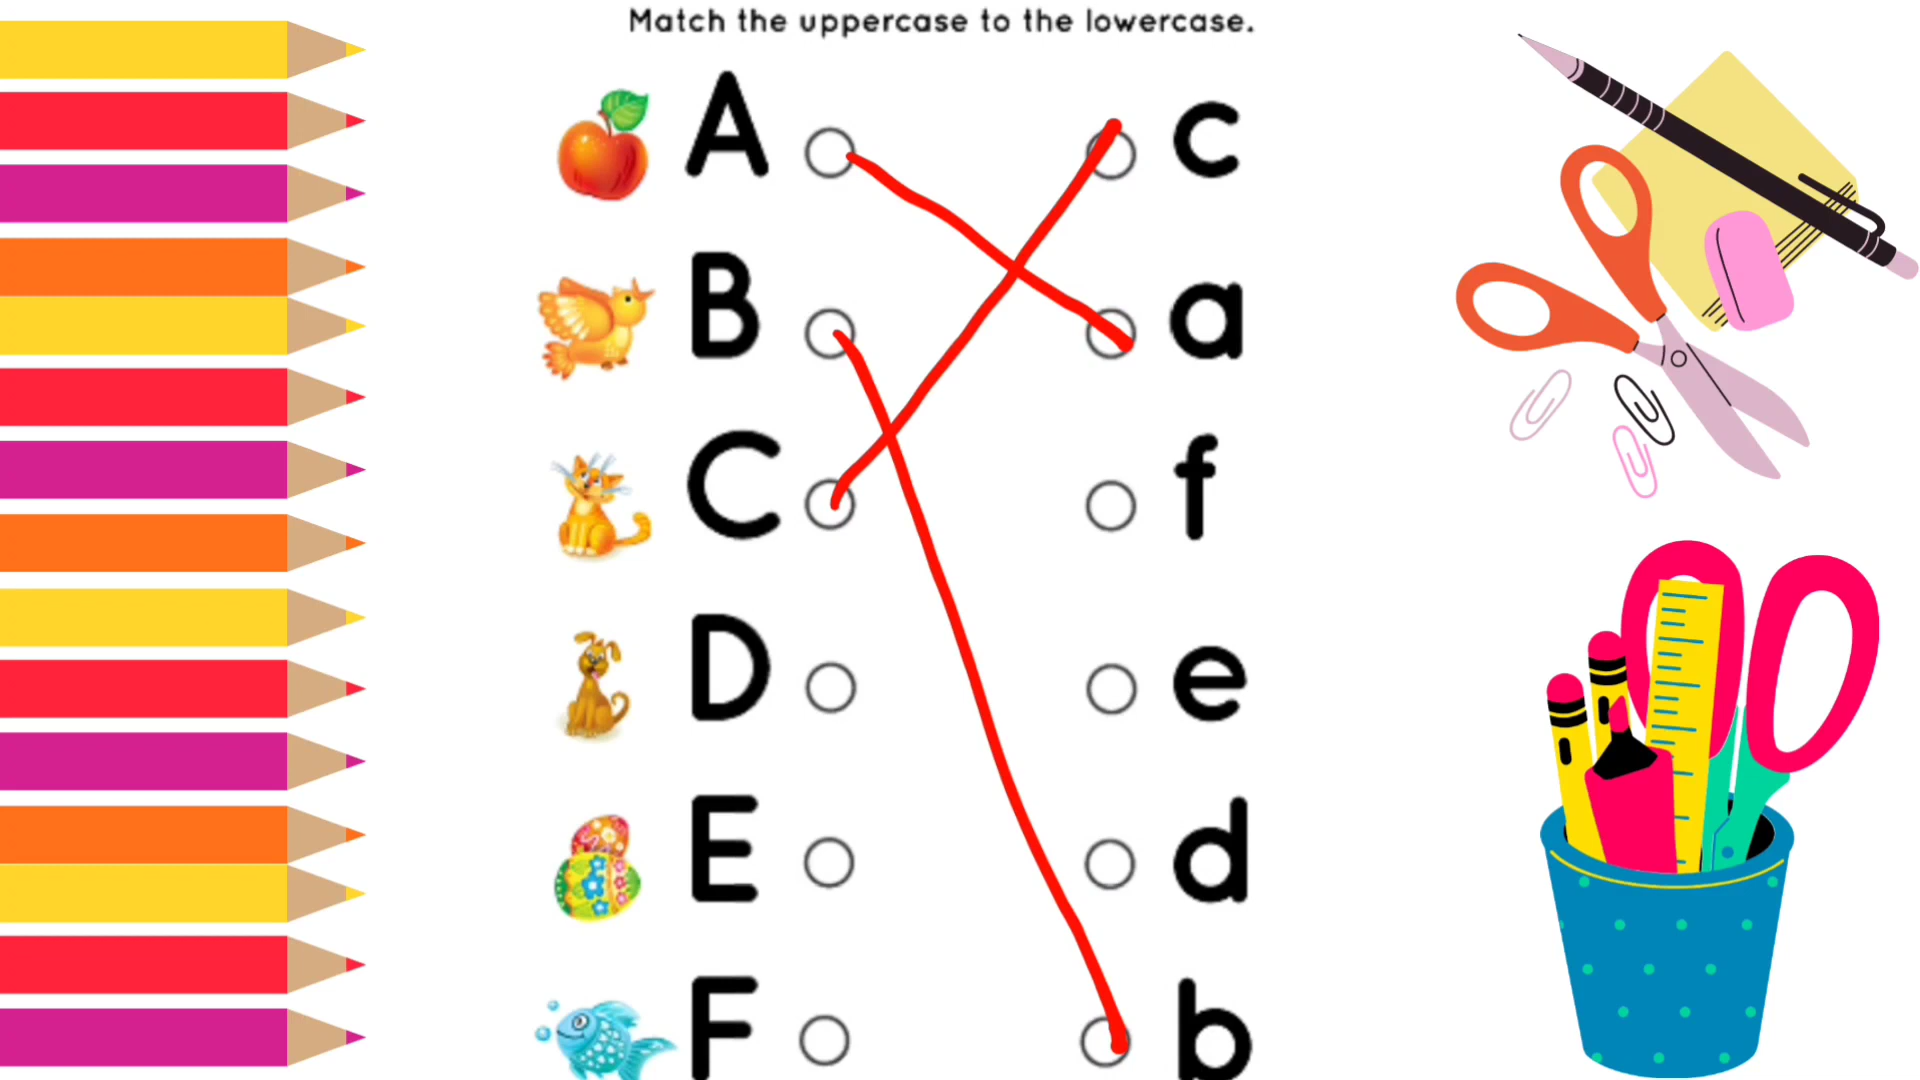 Match the uppercase to the lowercase.
A c
B a
C f
D e
E d
F b